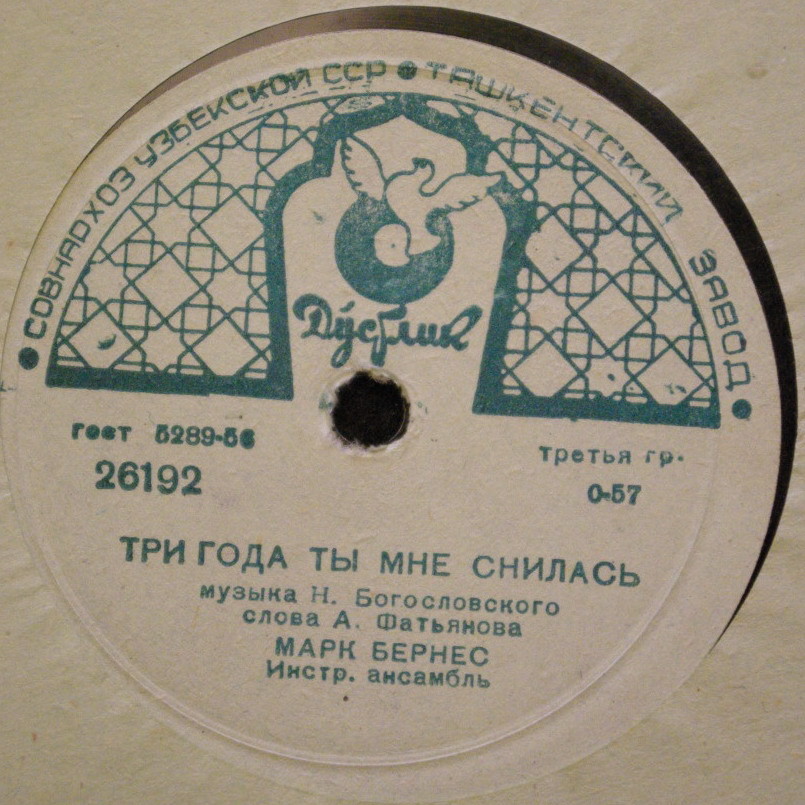 СОВНАРХОЗ УЗБЕКСКОЙ ССР • ТАШКЕНТСКИЙ ЗАВОД
Дўстлик
гост 5289-56
26192
третья гр.
0-57
ТРИ ГОДА ТЫ МНЕ СНИЛАСЬ
музыка Н. Богословского
слова А. Фатьянова
МАРК БЕРНЕС
Инстр. ансамбль